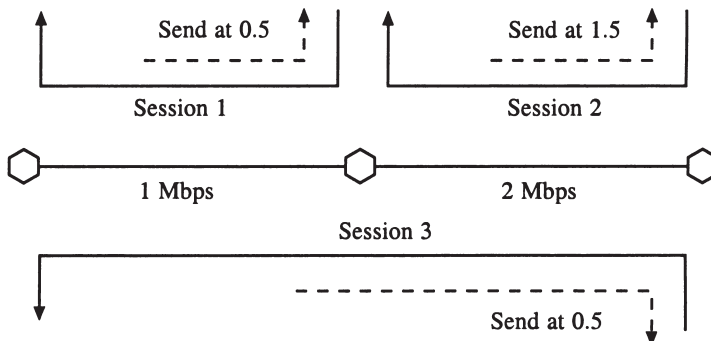 Send at 0.5
Send at 1.5
Session 1
Session 2
1 Mbps
2 Mbps
Session 3
Send at 0.5